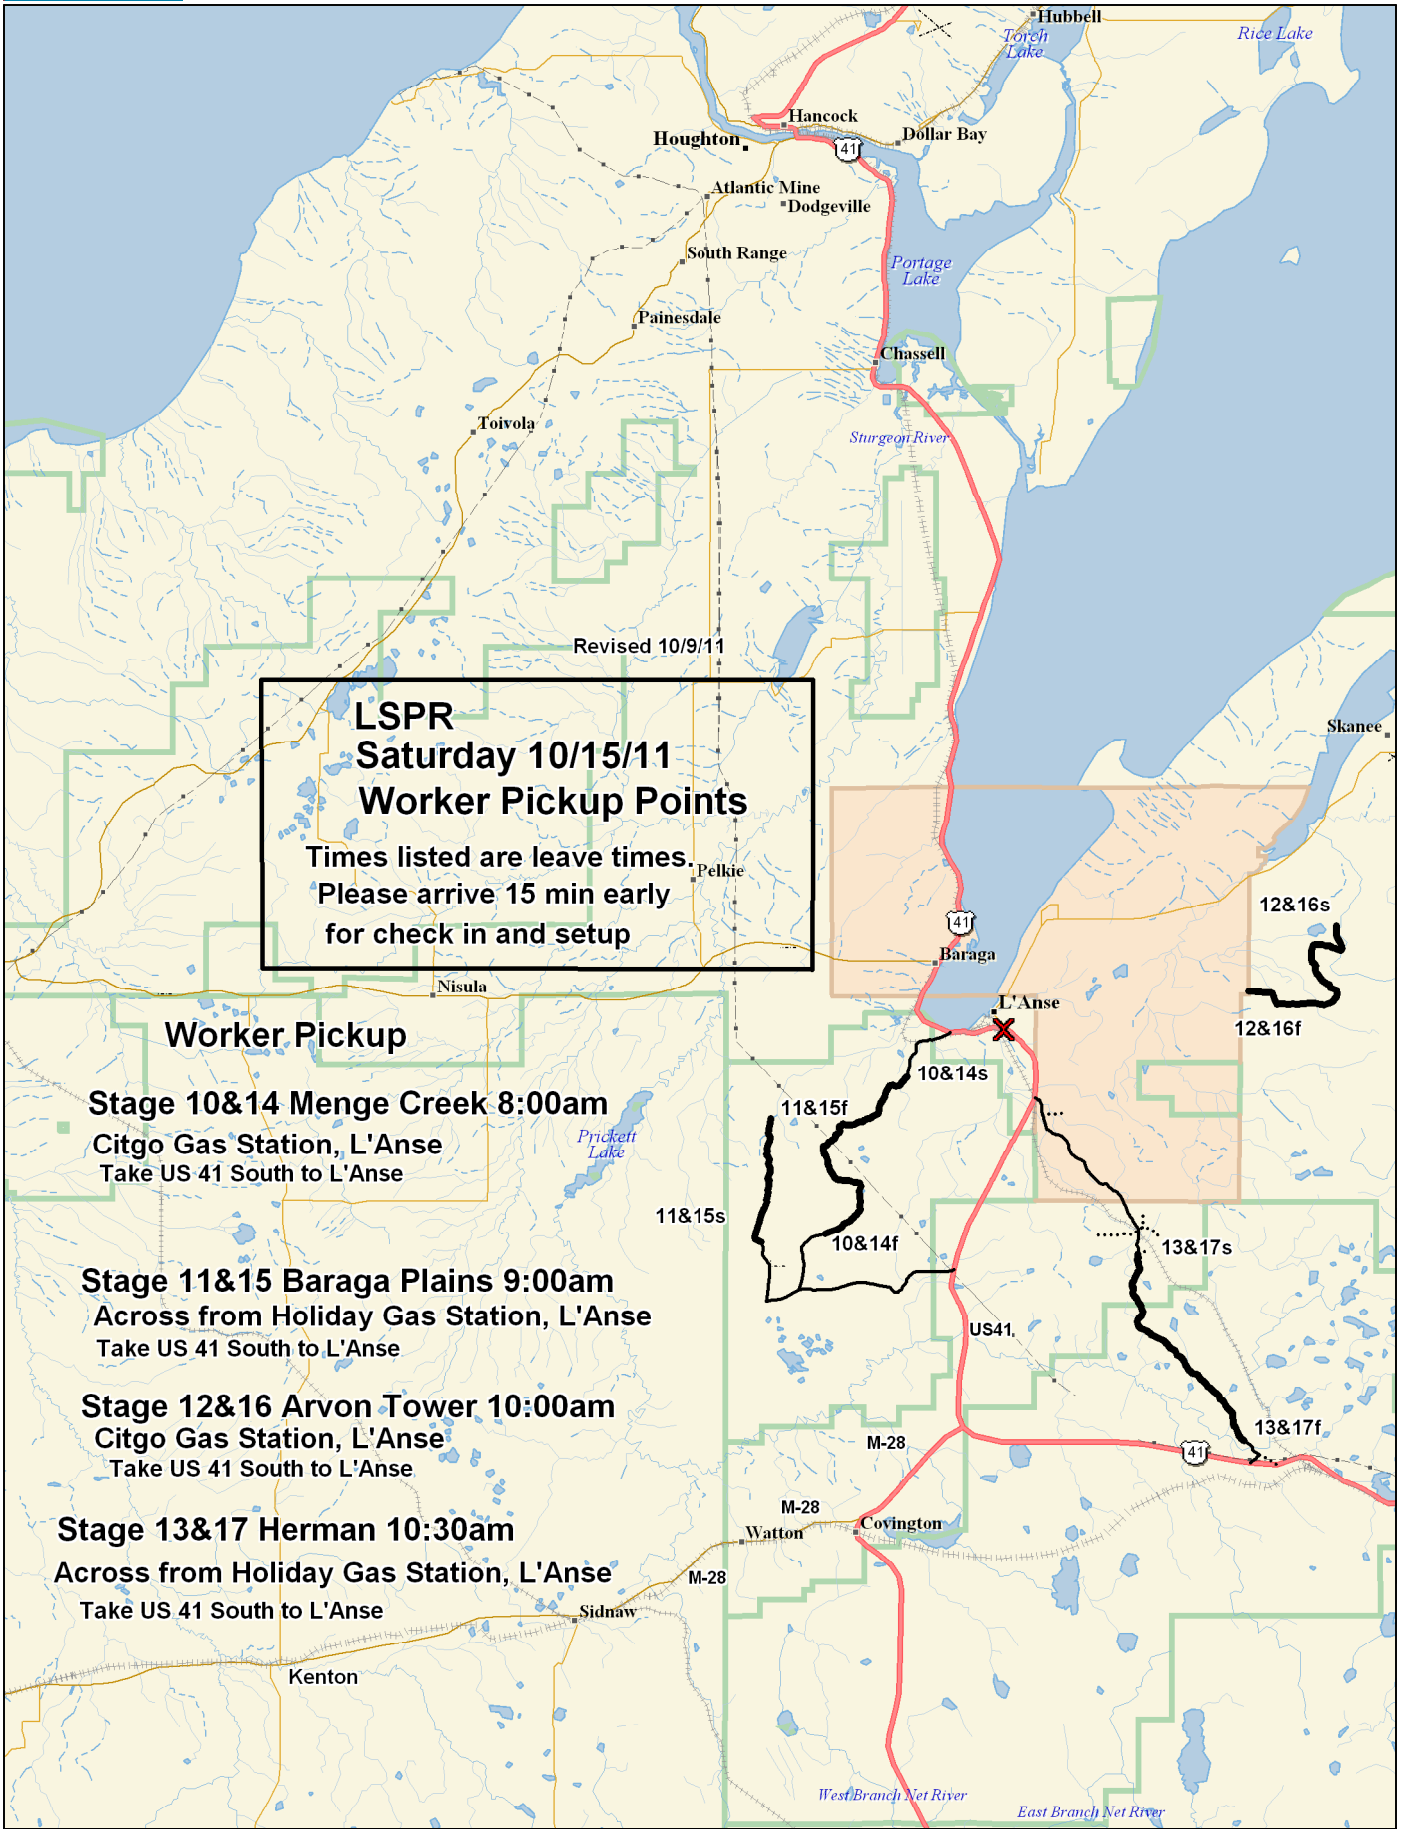 Hubbell
Torch
Lake
Rice Lake
Hancock
Houghton
41
Dollar Bay
Atlantic Mine
Dodgeville
South Range
Portage
Lake
Painesdale
Chassell
Toivola
Sturgeon River
Revised 10/9/11
LSPR
Saturday 10/15/11
Worker Pickup Points
Times listed are leave times.
Please arrive 15 min early
for check in and setup
Pelkie
Skanee
12&16s
41
Baraga
Nisula
L'Anse
12&16f
Worker Pickup
10&14s
Stage 10&14 Menge Creek 8:00am
Citgo Gas Station, L'Anse
Take US 41 South to L'Anse
Prickett
Lake
11&15f
11&15s
10&14f
13&17s
Stage 11&15 Baraga Plains 9:00am
Across from Holiday Gas Station, L'Anse
Take US 41 South to L'Anse
US41
Stage 12&16 Arvon Tower 10:00am
Citgo Gas Station, L'Anse
Take US 41 South to L'Anse
13&17f
M-28
41
Stage 13&17 Herman 10:30am
Across from Holiday Gas Station, L'Anse
Take US 41 South to L'Anse
M-28
Covington
Watton
M-28
Sidnaw
Kenton
West Branch Net River
East Branch Net River